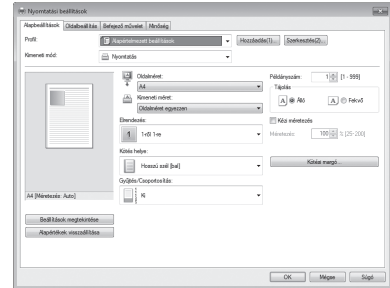 Nyomtatási beállítások
Alapbeállítások Oldalbeállítás Befejező művelet Minőség
Profil: Alapértelmezett beállítások Hozzáadás(1)... Szerkesztés(2)...
Kimeneti mód: Nyomtatás
Oldalméret:
A4
Kimeneti méret:
Oldalméret egyezzen
Elrendezés:
1 1-ről 1-re
Kötés helye:
Hosszú szél [bal]
Gyűjtés/Csoportosítás:
Ki
Példányszám: 1 [1 - 999]
Tájolás
A Álló A Fekvő
Kézi méretezés
Méretezés: 100 % [25-200]
Kötési margó...
A4 [Méretezés: Auto]
Beállítások megtekintése
Alapértékek visszaállítása
OK Mégse Súgó